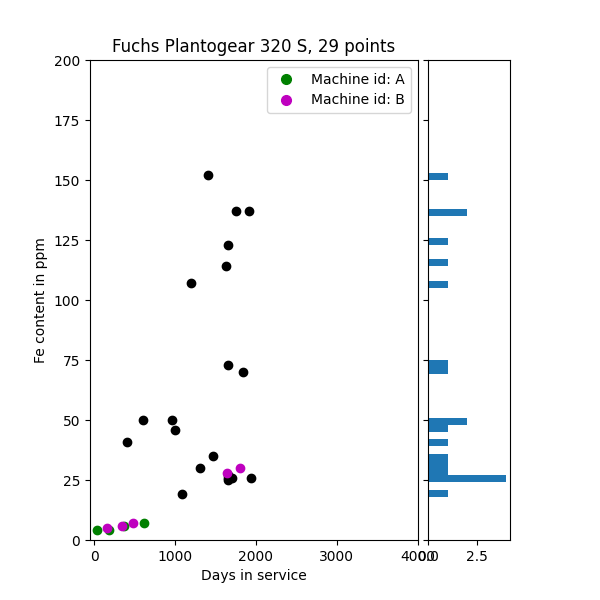 Fuchs Plantogear 320 S, 29 points
Machine id: A
Machine id: B
200
175
150
125
100
75
50
25
0
Fe content in ppm
0 1000 2000 3000 4000 0.0 2.5
Days in service